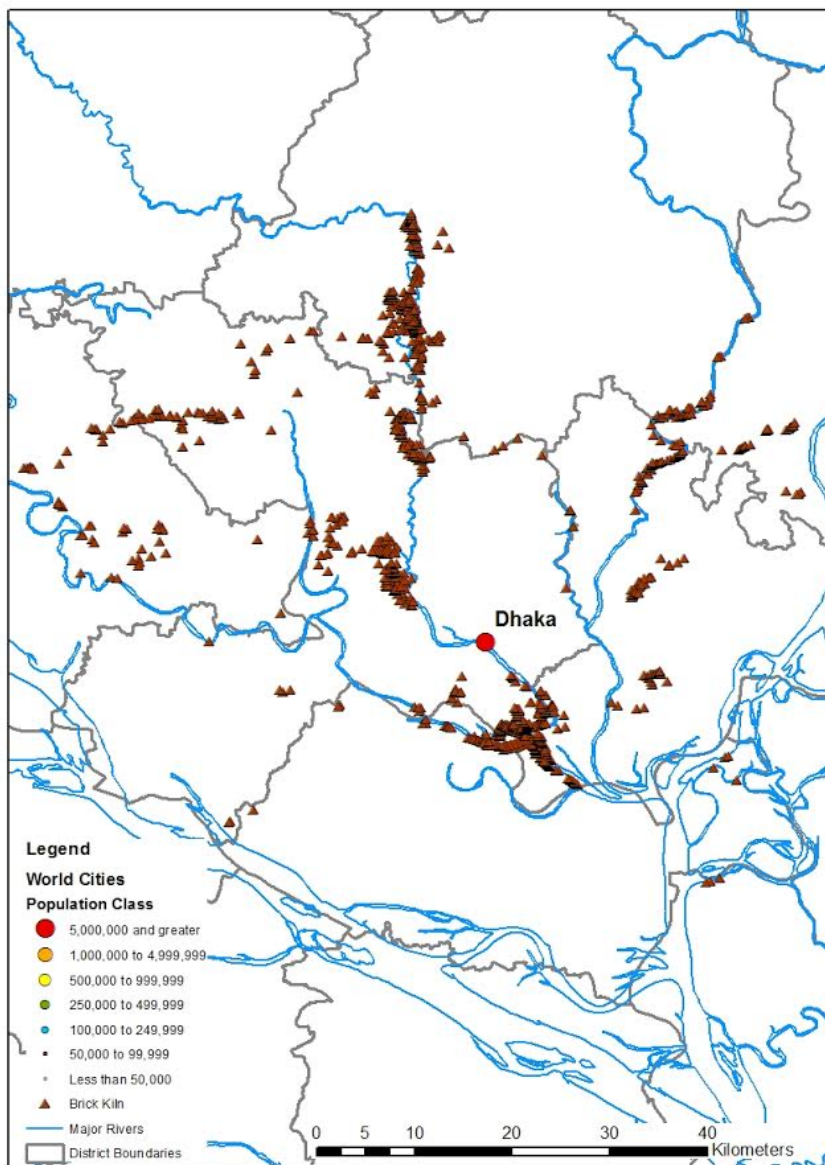 Dhaka
Legend
World Cities
Population Class
5,000,000 and greater
1,000,000 to 4,999,999
500,000 to 999,999
250,000 to 499,999
100,000 to 249,999
50,000 to 99,999
Less than 50,000
Brick Kiln
Major Rivers
District Boundaries
0 5 10 20 30 40
Kilometers